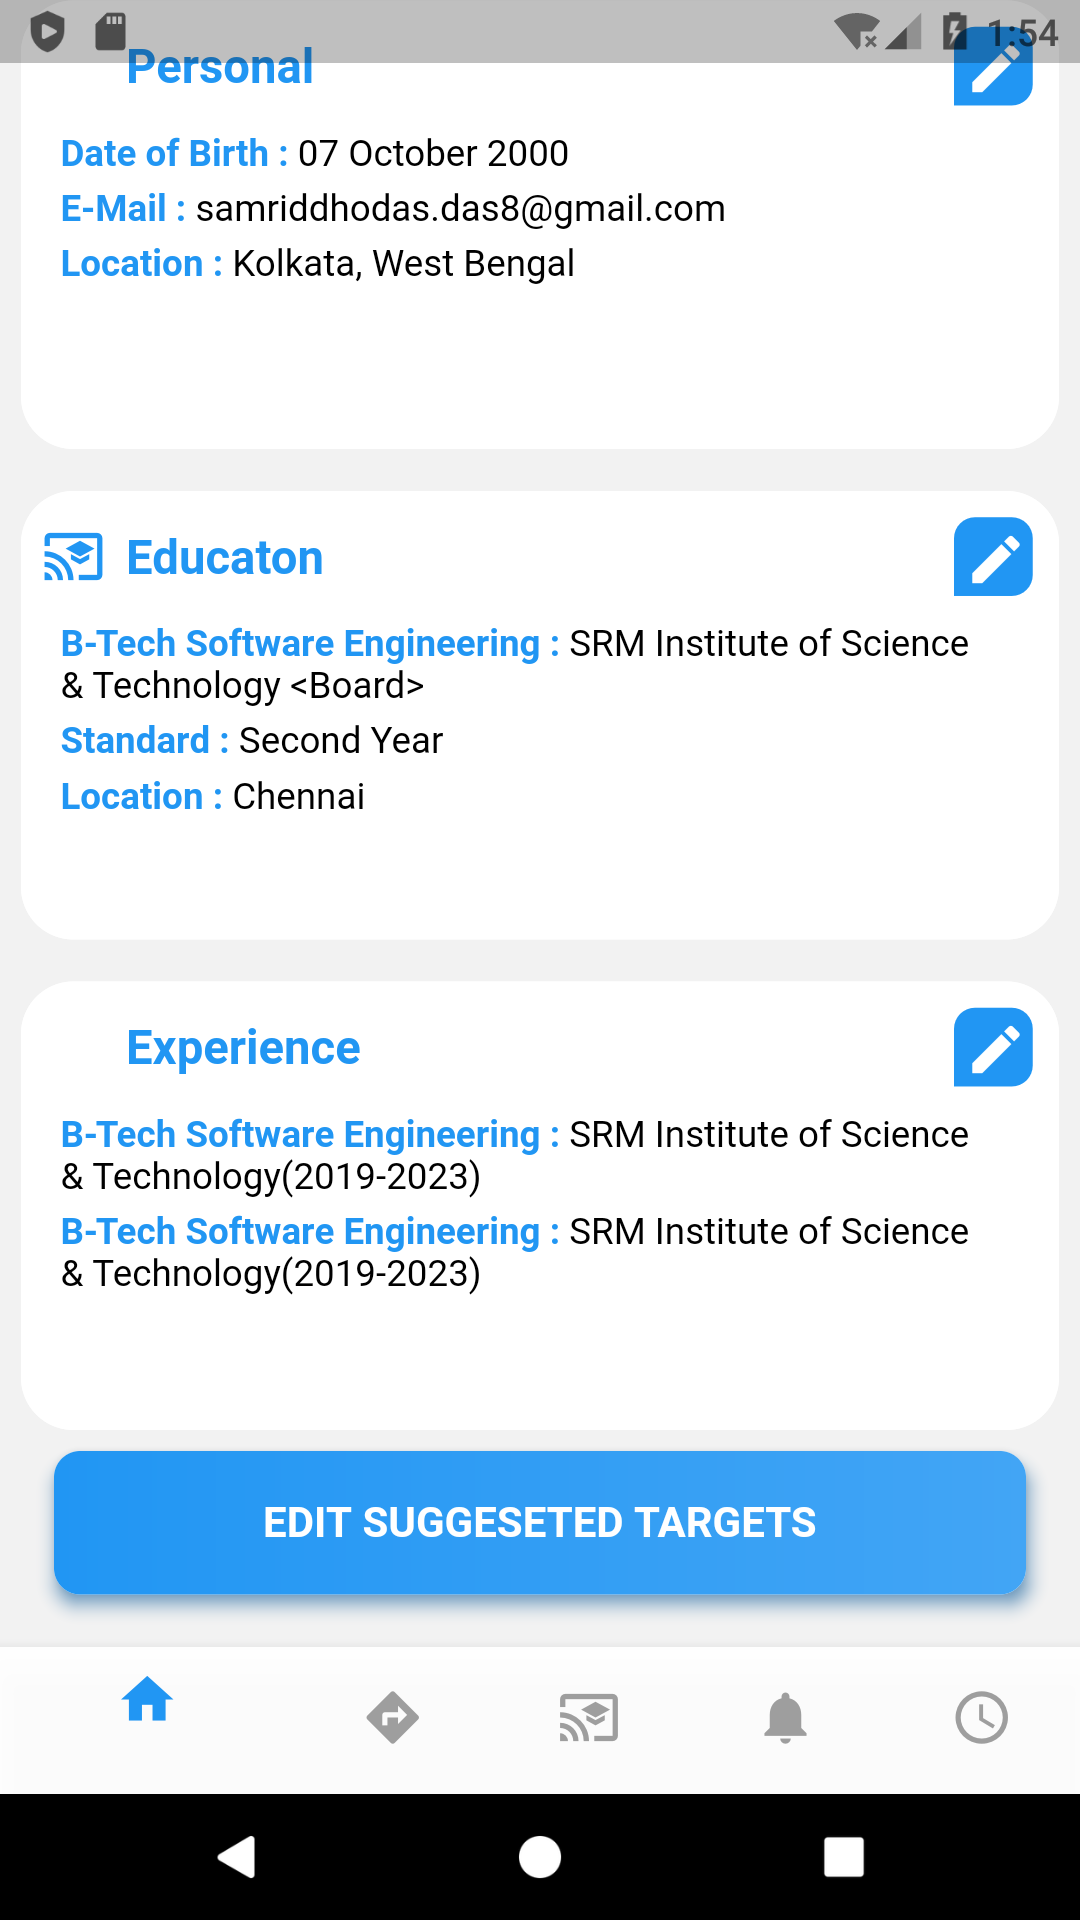 1:54
Personal
Date of Birth : 07 October 2000
E-Mail : samriddhodas.das8@gmail.com
Location : Kolkata, West Bengal
Educaton
B-Tech Software Engineering : SRM Institute of Science
& Technology <Board>
Standard : Second Year
Location : Chennai
Experience
B-Tech Software Engineering : SRM Institute of Science
& Technology(2019-2023)
B-Tech Software Engineering : SRM Institute of Science
& Technology(2019-2023)
EDIT SUGGESETED TARGETS